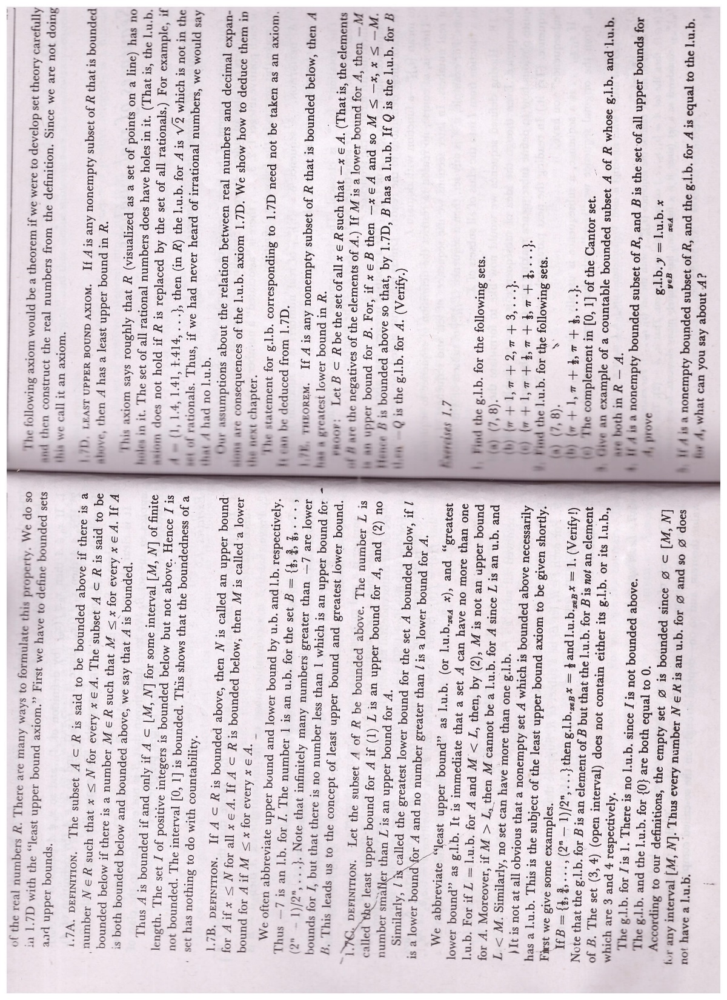 of the real numbers R. There are many ways to formulate this property. We do so
in 1.7D with the “least upper bound axiom.” First we have to define bounded sets
and upper bounds.
1.7A. DEFINITION. The subset A ⊂ R is said to be bounded above if there is a
number N ∈ R such that x ≤ N for every x ∈ A. The subset A ⊂ R is said to be
bounded below if there is a number M ∈ R such that M ≤ x for every x ∈ A. If A
is both bounded below and bounded above, we say that A is bounded.
Thus A is bounded if and only if A ⊂ [M, N] for some interval [M, N] of finite
length. The set I of positive integers is bounded below but not above. Hence I is
not bounded. The interval [0, 1] is bounded. This shows that the boundedness of a
set has nothing to do with countability.
1.7B. DEFINITION. If A ⊂ R is bounded above, then N is called an upper bound
for A if x ≤ N for all x ∈ A. If A ⊂ R is bounded below, then M is called a lower
bound for A if M ≤ x for every x ∈ A.
We often abbreviate upper bound and lower bound by u.b. and l.b. respectively.
Thus −7 is an l.b. for I. The number 1 is an u.b. for the set B = {½, ¾, ⅞, . . . ,
(2ⁿ − 1)/2ⁿ, . . .}. Note that infinitely many numbers greater than −7 are lower
bounds for I, but that there is no number less than 1 which is an upper bound for
B. This leads us to the concept of least upper bound and greatest lower bound.
1.7C. DEFINITION. Let the subset A of R be bounded above. The number L is
called the least upper bound for A if (1) L is an upper bound for A, and (2) no
number smaller than L is an upper bound for A.
Similarly, l is called the greatest lower bound for the set A bounded below, if l
is a lower bound for A and no number greater than l is a lower bound for A.
We abbreviate “least upper bound” as l.u.b. (or l.u.b.x∈A x), and “greatest
lower bound” as g.l.b. It is immediate that a set A can have no more than one
l.u.b. For if L = l.u.b. for A and M < L, then, by (2), M is not an upper bound
for A. Moreover, if M > L, then M cannot be a l.u.b. for A since L is an u.b. and
L < M. Similarly, no set can have more than one g.l.b.
It is not at all obvious that a nonempty set A which is bounded above necessarily
has a l.u.b. This is the subject of the least upper bound axiom to be given shortly.
First we give some examples.
If B = {½, ¾, . . . , (2ⁿ − 1)/2ⁿ, . . .} then g.l.b.x∈B x = ½ and l.u.b.x∈B x = 1. (Verify!)
Note that the g.l.b. for B is an element of B but that the l.u.b. for B is not an element
of B. The set (3, 4) (open interval) does not contain either its g.l.b. or its l.u.b.,
which are 3 and 4 respectively.
The g.l.b. for I is 1. There is no l.u.b. since I is not bounded above.
The g.l.b. and the l.u.b. for {0} are both equal to 0.
According to our definitions, the empty set ∅ is bounded since ∅ ⊂ [M, N]
for any interval [M, N]. Thus every number N ∈ R is an u.b. for ∅ and so ∅ does
not have a l.u.b.
The following axiom would be a theorem if we were to develop set theory carefully
and then construct the real numbers from the definition. Since we are not doing
this we call it an axiom.
1.7D. LEAST UPPER BOUND AXIOM. If A is any nonempty subset of R that is bounded
above, then A has a least upper bound in R.
This axiom says roughly that R (visualized as a set of points on a line) has no
holes in it. The set of all rational numbers does have holes in it. (That is, the l.u.b.
axiom does not hold if R is replaced by the set of all rationals.) For example, if
A = {1, 1.4, 1.41, 1.414, . . .}, then (in R) the l.u.b. for A is √2 which is not in the
set of rationals. Thus, if we had never heard of irrational numbers, we would say
that A had no l.u.b.
Our assumptions about the relation between real numbers and decimal expan-
sions are consequences of the l.u.b. axiom 1.7D. We show how to deduce them in
the next chapter.
The statement for g.l.b. corresponding to 1.7D need not be taken as an axiom.
It can be deduced from 1.7D.
1.7E. THEOREM. If A is any nonempty subset of R that is bounded below, then A
has a greatest lower bound in R.
PROOF: Let B ⊂ R be the set of all x ∈ R such that −x ∈ A. (That is, the elements
of B are the negatives of the elements of A.) If M is a lower bound for A, then −M
is an upper bound for B. For, if x ∈ B then −x ∈ A and so M ≤ −x, x ≤ −M.
Hence B is bounded above so that, by 1.7D, B has a l.u.b. If Q is the l.u.b. for B
then −Q is the g.l.b. for A. (Verify.)
Exercises 1.7
1. Find the g.l.b. for the following sets.
(a) (7, 8).
(b) {π + 1, π + 2, π + 3, . . .}.
(c) {π + 1, π + ½, π + ⅓, π + ¼, . . .}.
2. Find the l.u.b. for the following sets.
(a) (7, 8).
(b) {π + 1, π + ½, π + ⅓, . . .}.
(c) The complement in [0, 1] of the Cantor set.
3. Give an example of a countable bounded subset A of R whose g.l.b. and l.u.b.
are both in R − A.
4. If A is a nonempty bounded subset of R, and B is the set of all upper bounds for
A, prove
g.l.b. y = l.u.b. x
y∈B x∈A
5. If A is a nonempty bounded subset of R, and the g.l.b. for A is equal to the l.u.b.
for A, what can you say about A?